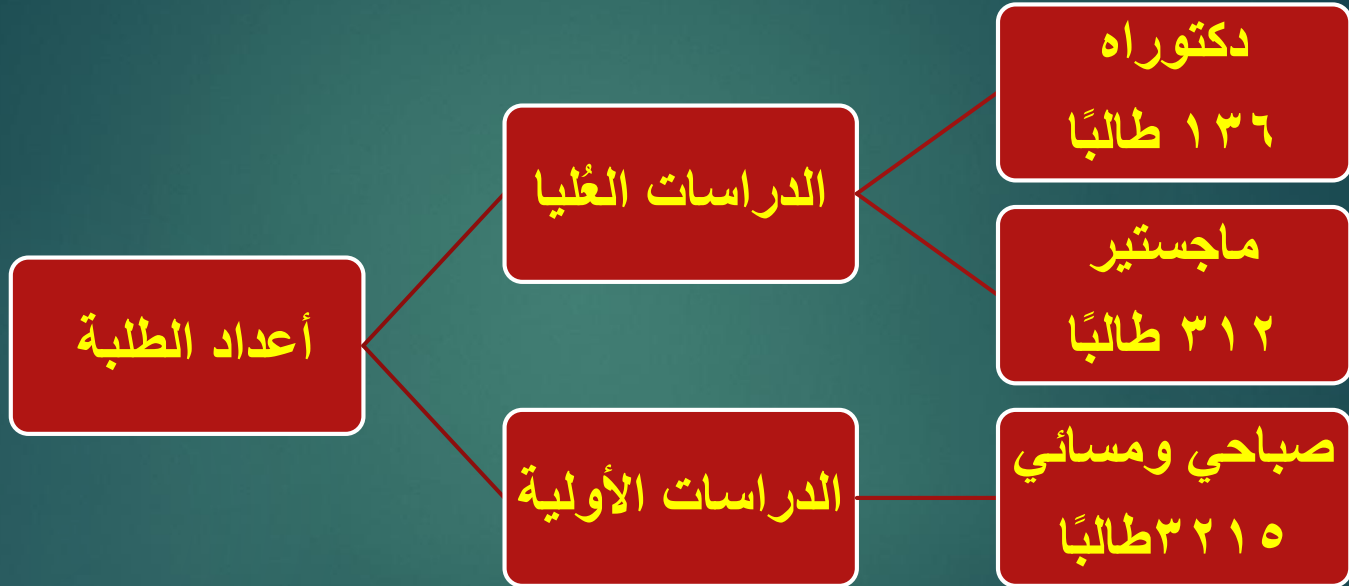 أعداد الطلبة
الدراسات العُليا
دكتوراه
١٣٦ طالبًا
ماجستير
٣١٢ طالبًا
الدراسات الأولية
صباحي ومسائي
٣٢١٥طالبًا